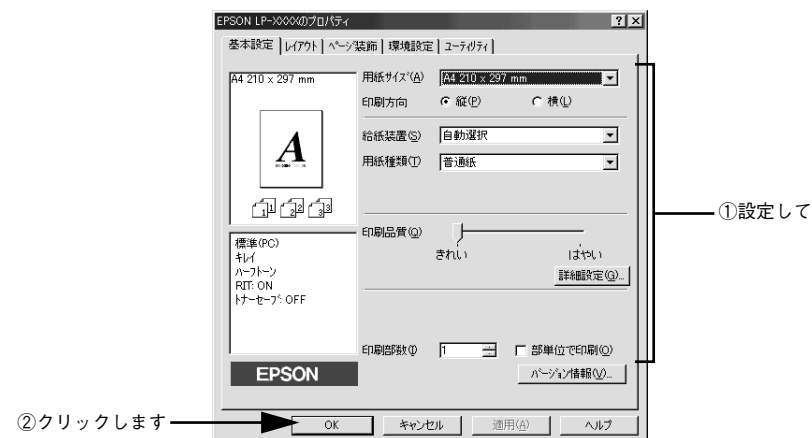 EPSON LP-XXXXのプロパティ
基本設定 レイアウト ページ装飾 環境設定 ユーティリティ
A4 210 x 297 mm
用紙サイズ(A) A4 210 x 297 mm
印刷方向 縦(P) 横(L)
A
給紙装置(S) 自動選択
用紙種類(T) 普通紙
1 1 2 2 3 3
①設定して
印刷品質(Q)
きれい はやい
詳細設定(G)...
標準(PC)
キレイ
ハーフトーン
RIT: ON
トナーセーブ: OFF
印刷部数(I) 1 部単位で印刷(O)
EPSON
バージョン情報(V)...
②クリックします
OK キャンセル 適用(A) ヘルプ